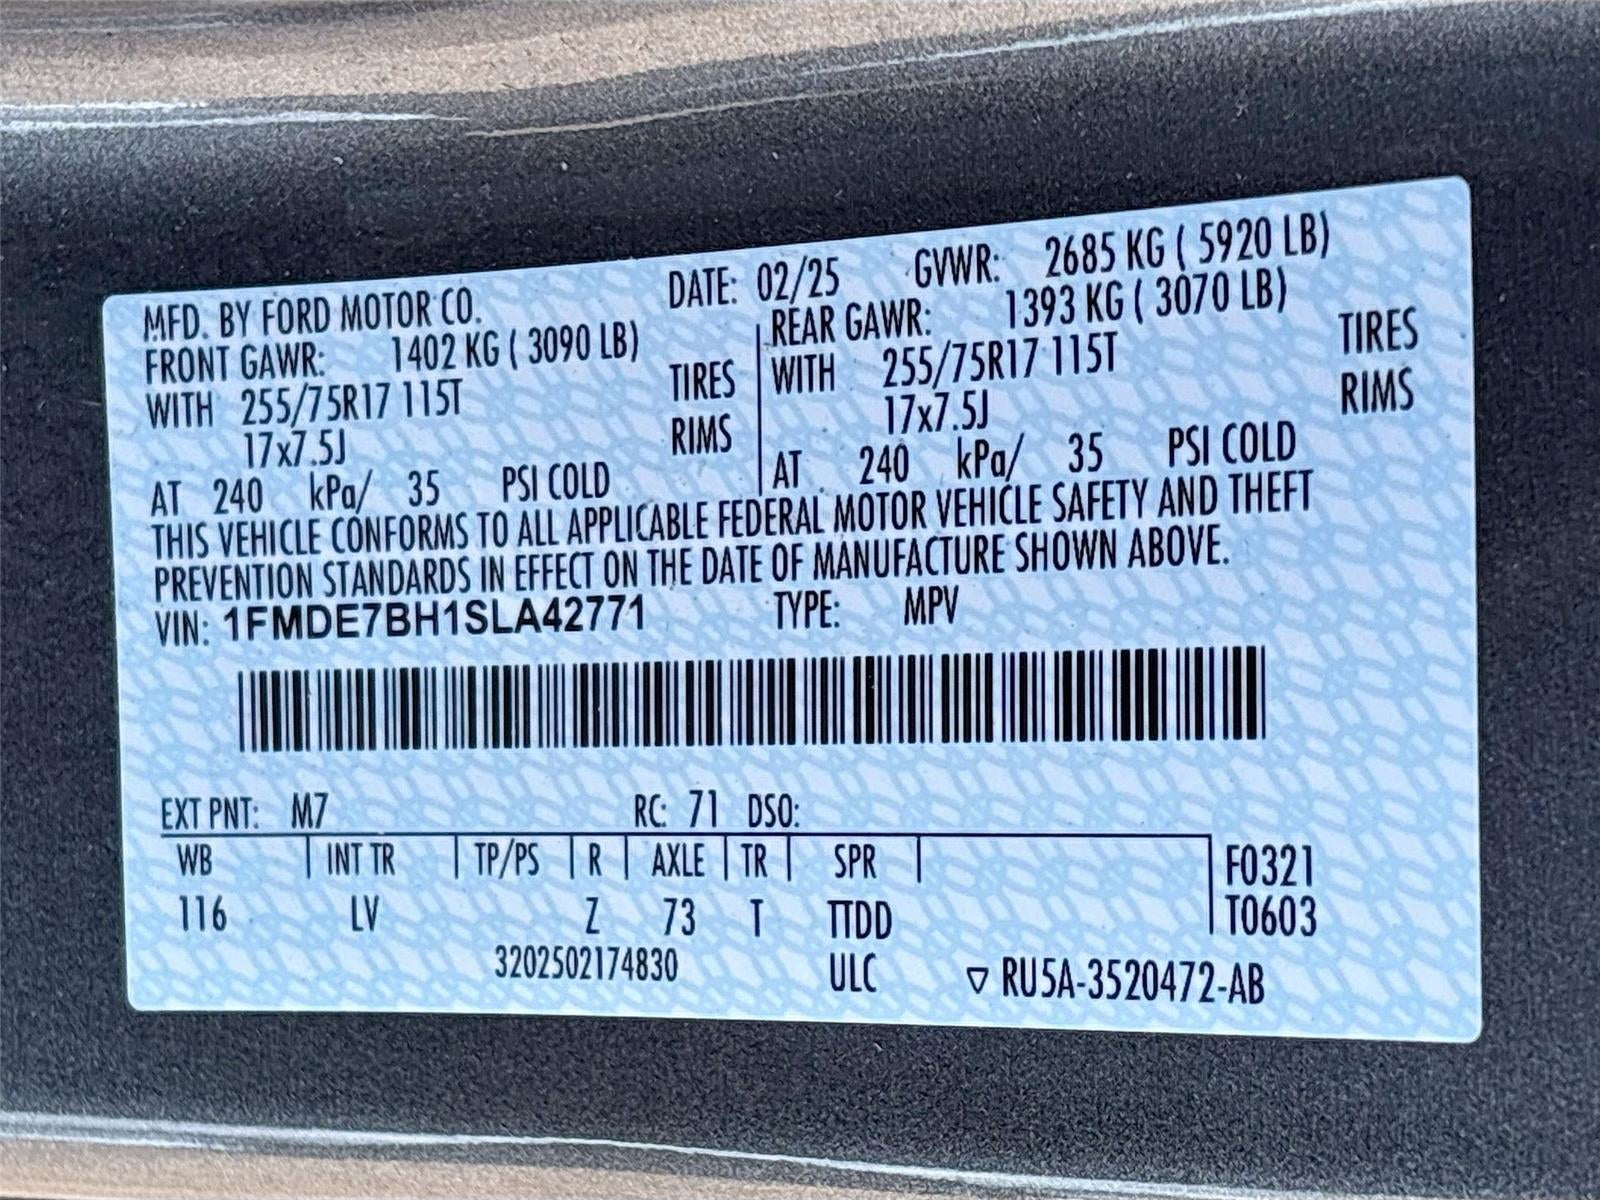 MFD. BY FORD MOTOR CO. DATE: 02/25 GVWR: 2685 KG ( 5920 LB)
FRONT GAWR: 1402 KG ( 3090 LB) REAR GAWR: 1393 KG ( 3070 LB)
WITH 255/75R17 115T TIRES WITH 255/75R17 115T TIRES
17x7.5J RIMS 17x7.5J RIMS
AT 240 kPa/ 35 PSI COLD AT 240 kPa/ 35 PSI COLD
THIS VEHICLE CONFORMS TO ALL APPLICABLE FEDERAL MOTOR VEHICLE SAFETY AND THEFT
PREVENTION STANDARDS IN EFFECT ON THE DATE OF MANUFACTURE SHOWN ABOVE.
VIN: 1FMDE7BH1SLA42771 TYPE: MPV
EXT PNT: M7 RC: 71 DSO:
WB INT TR TP/PS R AXLE TR SPR F0321
116 LV Z 73 T TTDD T0603
3202502174830 ULC ▽ RU5A-3520472-AB